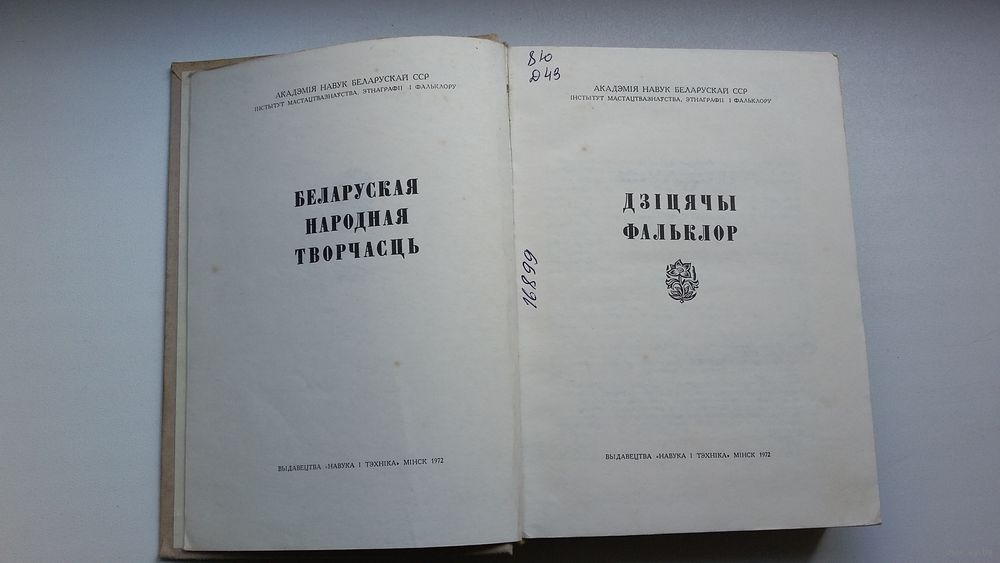 АКАДЭМІЯ НАВУК БЕЛАРУСКАЙ ССР
ІНСТЫТУТ МАСТАЦТВАЗНАЎСТВА, ЭТНАГРАФІІ І ФАЛЬКЛОРУ
БЕЛАРУСКАЯ
НАРОДНАЯ
ТВОРЧАСЦЬ
ВЫДАВЕЦТВА «НАВУКА І ТЭХНІКА» МІНСК 1972
8Ю
Д43
АКАДЭМІЯ НАВУК БЕЛАРУСКАЙ ССР
ІНСТЫТУТ МАСТАЦТВАЗНАЎСТВА, ЭТНАГРАФІІ І ФАЛЬКЛОРУ
ДЗІЦЯЧЫ
ФАЛЬКЛОР
16899
ВЫДАВЕЦТВА «НАВУКА І ТЭХНІКА» МІНСК 1972